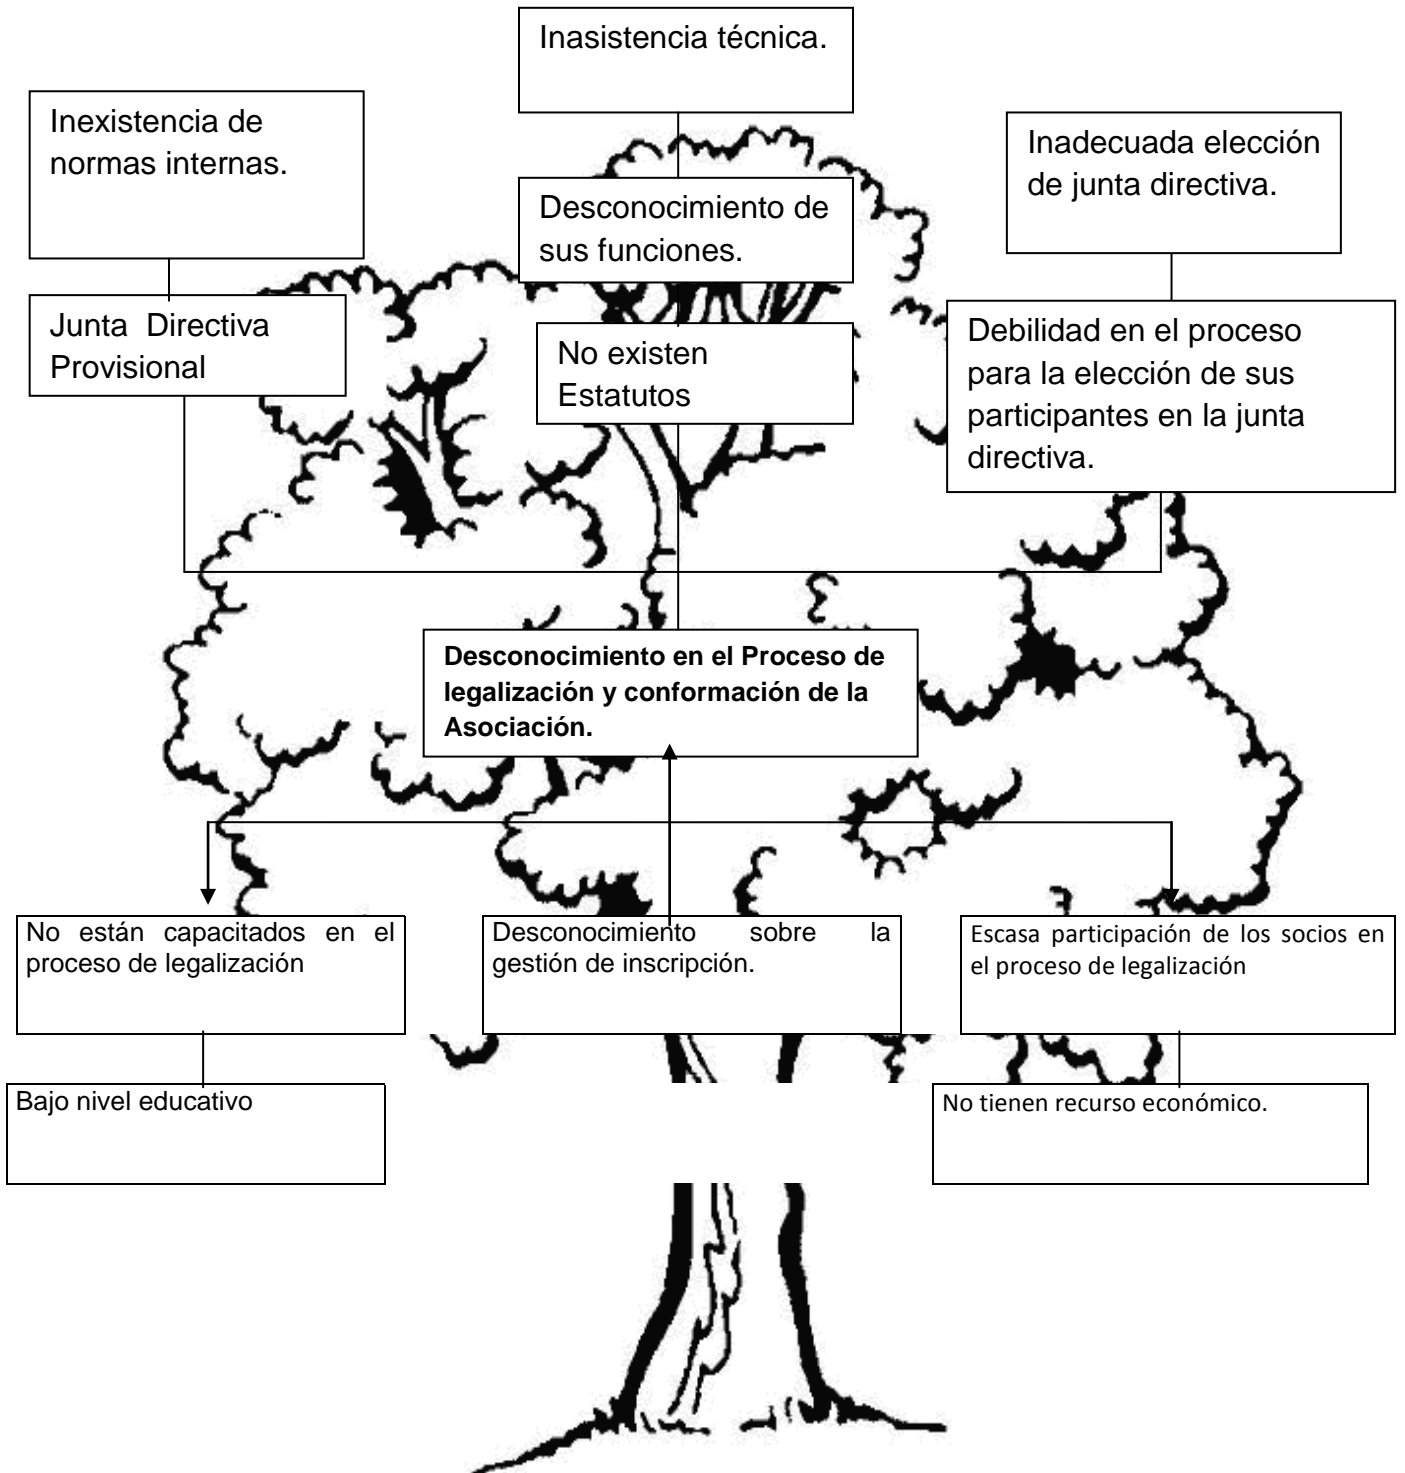 Inasistencia técnica.
Inexistencia de
normas internas.
Inadecuada elección
de junta directiva.
Desconocimiento de
sus funciones.
Junta Directiva
Provisional
No existen
Estatutos
Debilidad en el proceso
para la elección de sus
participantes en la junta
directiva.
Desconocimiento en el Proceso de
legalización y conformación de la
Asociación.
No están capacitados en el
proceso de legalización
Desconocimiento sobre la
gestión de inscripción.
Escasa participación de los socios en
el proceso de legalización
Bajo nivel educativo
No tienen recurso económico.